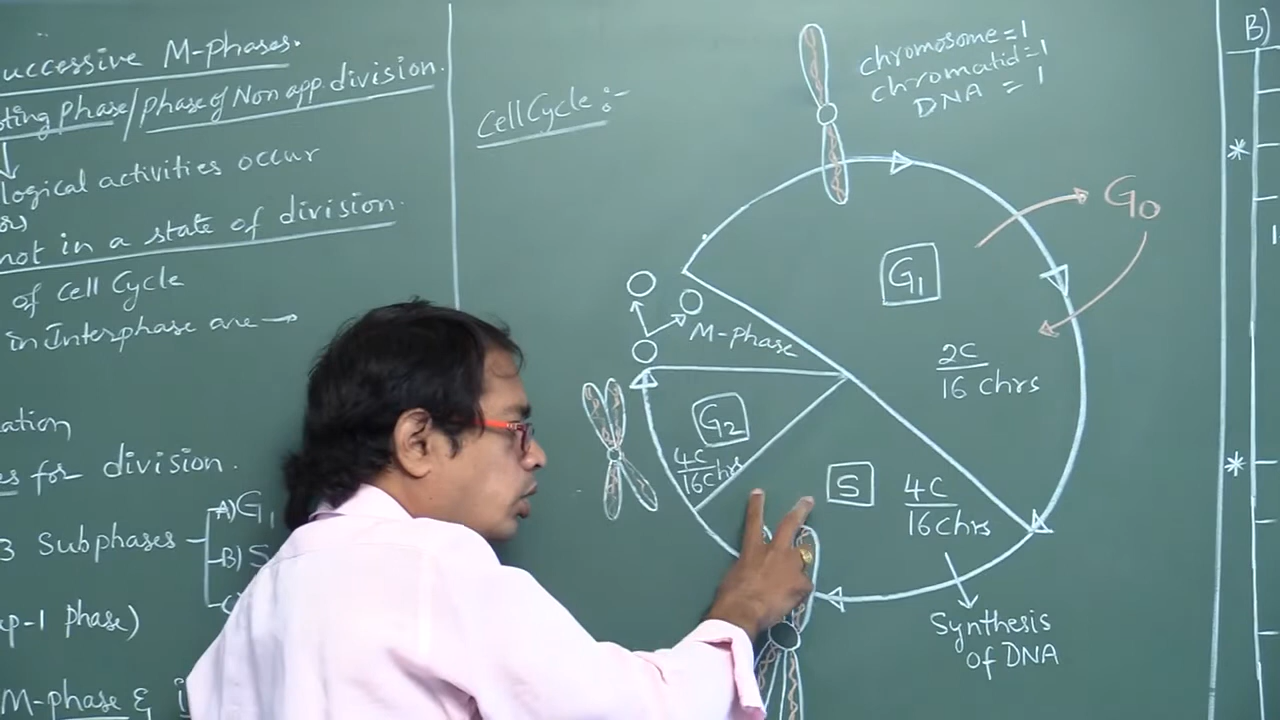 uccessive M-phases.
ting Phase/phase of Non app. division.
logical activities occur
not in a state of division.
of Cell Cycle
in Interphase are →
ation
es for division.
3 Subphases
A) G1
B) S
p-1 phase)
M-phase &
Cell Cycle :-
chromosome = 1
chromatid = 1
DNA = 1
G0
G1
2C
16 chrs
M-phase
G2
4C
16 chrs
S
4C
16 chrs
Synthesis
of DNA
B)
*
*